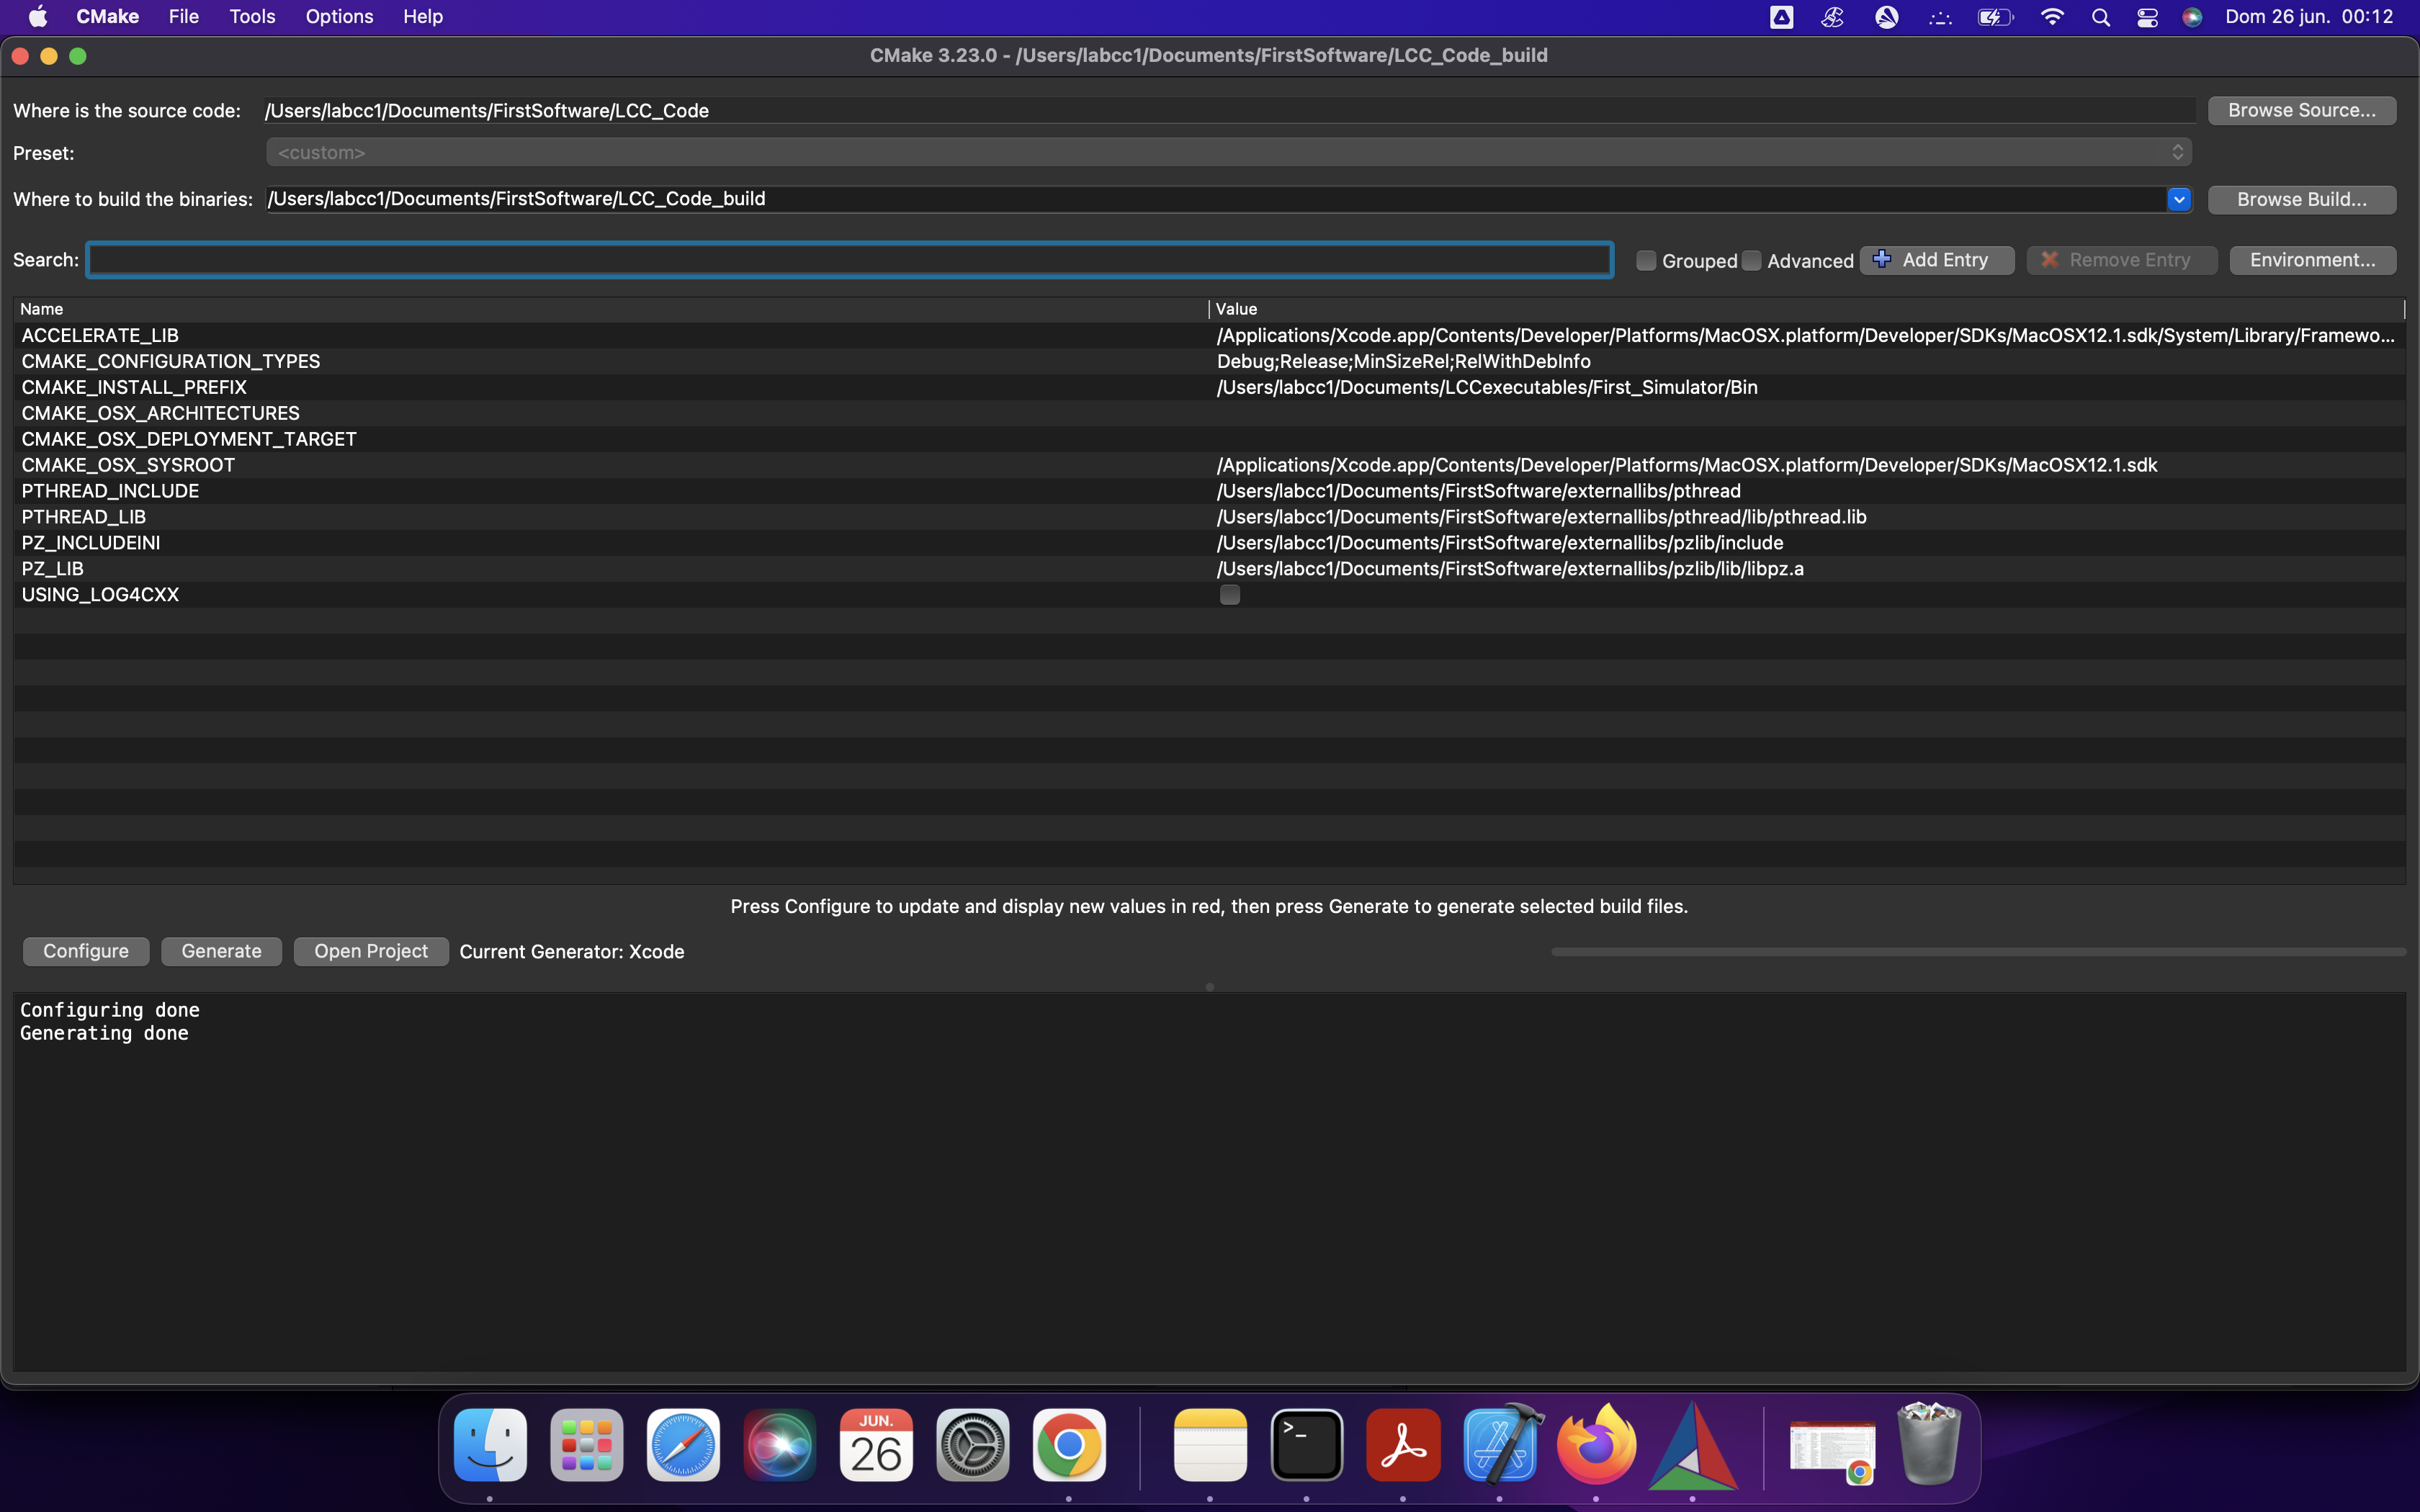 CMake File Tools Options Help Dom 26 jun. 00:12
CMake 3.23.0 - /Users/labcc1/Documents/FirstSoftware/LCC_Code_build
Where is the source code: /Users/labcc1/Documents/FirstSoftware/LCC_Code Browse Source...
Preset: <custom>
Where to build the binaries: /Users/labcc1/Documents/FirstSoftware/LCC_Code_build Browse Build...
Search: Grouped Advanced Add Entry Remove Entry Environment...
Name Value
ACCELERATE_LIB /Applications/Xcode.app/Contents/Developer/Platforms/MacOSX.platform/Developer/SDKs/MacOSX12.1.sdk/System/Library/Framewo...
CMAKE_CONFIGURATION_TYPES Debug;Release;MinSizeRel;RelWithDebInfo
CMAKE_INSTALL_PREFIX /Users/labcc1/Documents/LCCexecutables/First_Simulator/Bin
CMAKE_OSX_ARCHITECTURES
CMAKE_OSX_DEPLOYMENT_TARGET
CMAKE_OSX_SYSROOT /Applications/Xcode.app/Contents/Developer/Platforms/MacOSX.platform/Developer/SDKs/MacOSX12.1.sdk
PTHREAD_INCLUDE /Users/labcc1/Documents/FirstSoftware/externallibs/pthread
PTHREAD_LIB /Users/labcc1/Documents/FirstSoftware/externallibs/pthread/lib/pthread.lib
PZ_INCLUDEINI /Users/labcc1/Documents/FirstSoftware/externallibs/pzlib/include
PZ_LIB /Users/labcc1/Documents/FirstSoftware/externallibs/pzlib/lib/libpz.a
USING_LOG4CXX
Press Configure to update and display new values in red, then press Generate to generate selected build files.
Configure Generate Open Project Current Generator: Xcode
Configuring done
Generating done
JUN.
26